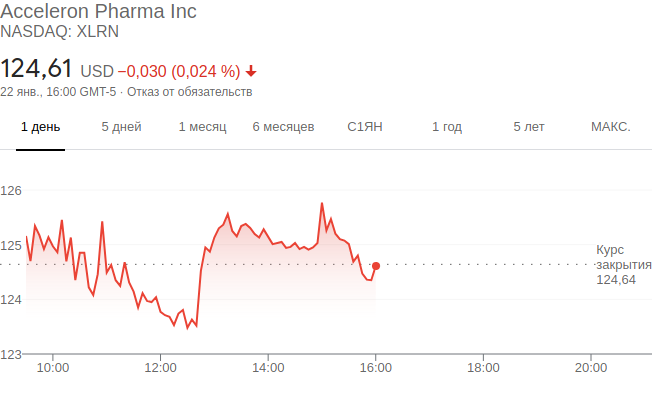 Acceleron Pharma Inc
NASDAQ: XLRN
124,61 USD −0,030 (0,024 %)
22 янв., 16:00 GMT-5 · Отказ от обязательств
1 день 5 дней 1 месяц 6 месяцев С1ЯН 1 год 5 лет МАКС.
126
125
Курс
закрытия
124,64
124
123
10:00 12:00 14:00 16:00 18:00 20:00